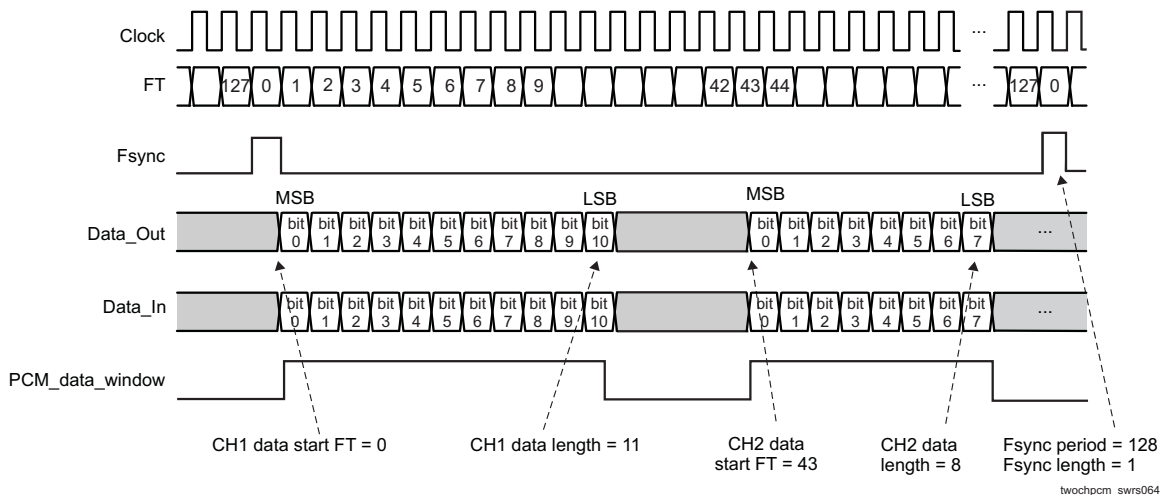 Clock
...
FT 127 0 1 2 3 4 5 6 7 8 9 42 43 44 ... 127 0
Fsync
MSB LSB MSB LSB
Data_Out bit 0 bit 1 bit 2 bit 3 bit 4 bit 5 bit 6 bit 7 bit 8 bit 9 bit 10 bit 0 bit 1 bit 2 bit 3 bit 4 bit 5 bit 6 bit 7 ...
Data_In bit 0 bit 1 bit 2 bit 3 bit 4 bit 5 bit 6 bit 7 bit 8 bit 9 bit 10 bit 0 bit 1 bit 2 bit 3 bit 4 bit 5 bit 6 bit 7 ...
PCM_data_window
CH1 data start FT = 0
CH1 data length = 11
CH2 data
start FT = 43
CH2 data
length = 8
Fsync period = 128
Fsync length = 1
twochpcm_swrs064